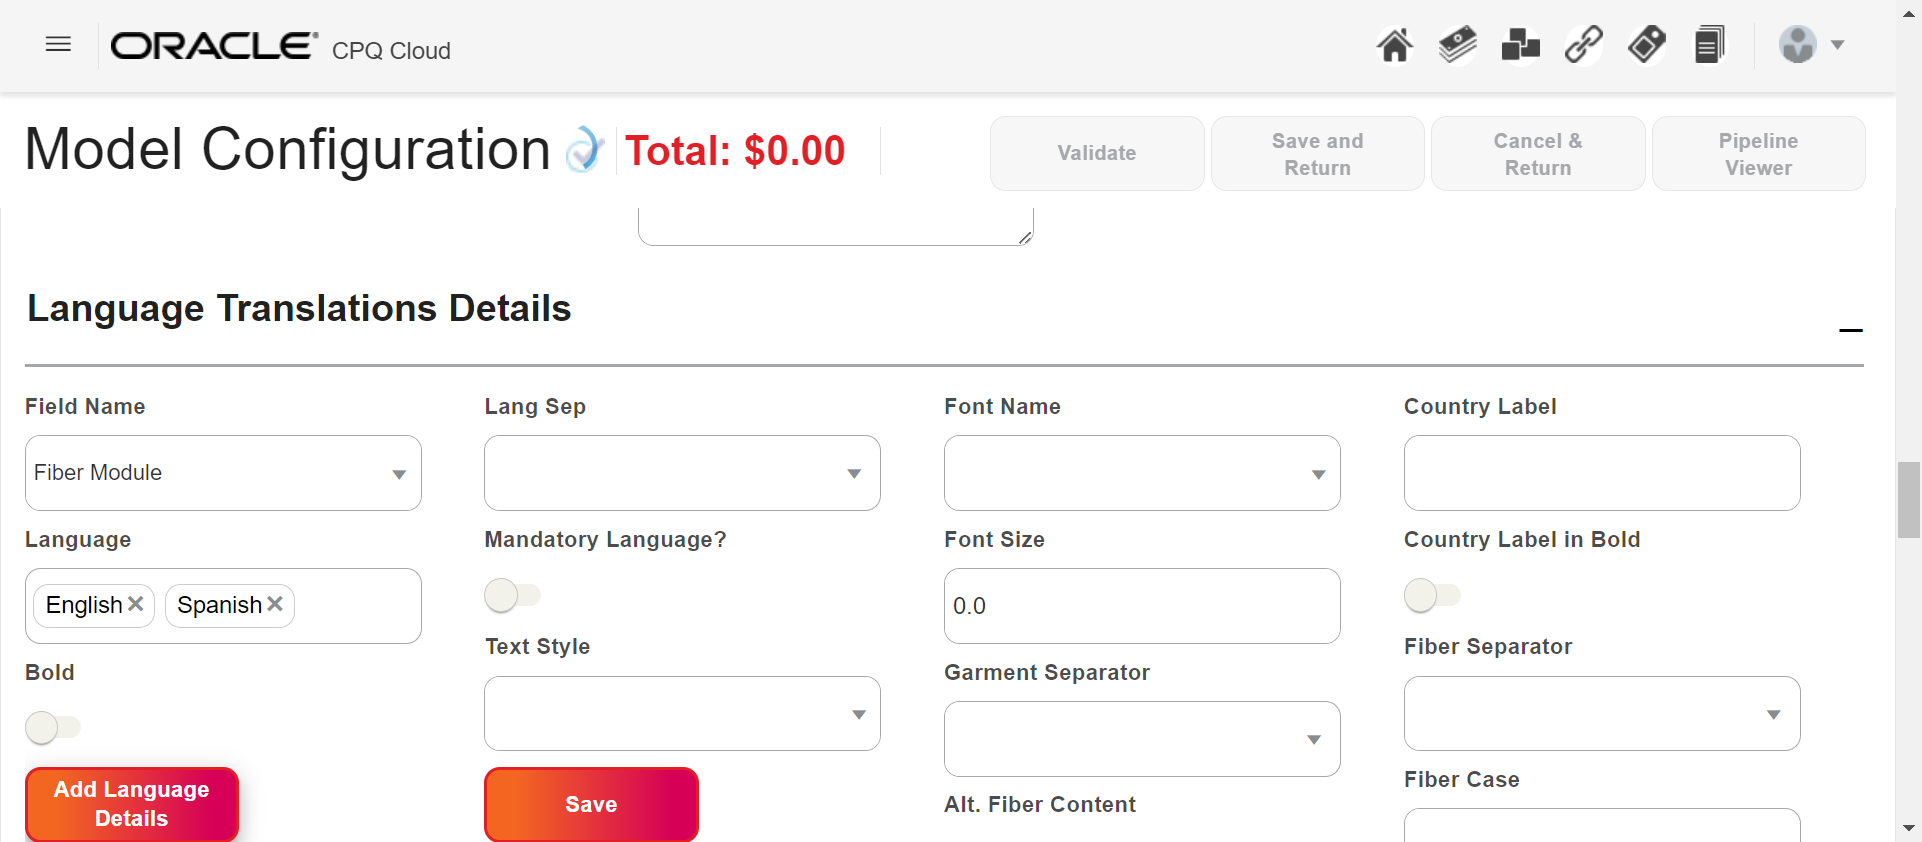 ORACLE CPQ Cloud
Model Configuration
Total: $0.00
Validate
Save and
Return
Cancel &
Return
Pipeline
Viewer
Language Translations Details
Field Name
Lang Sep
Font Name
Country Label
Fiber Module
Language
Mandatory Language?
Font Size
Country Label in Bold
English
Spanish
0.0
Text Style
Fiber Separator
Bold
Garment Separator
Fiber Case
Add Language
Details
Save
Alt. Fiber Content